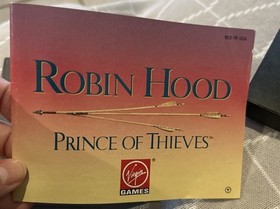 ROBIN HOOD
PRINCE OF THIEVES™
Virgin®
GAMES